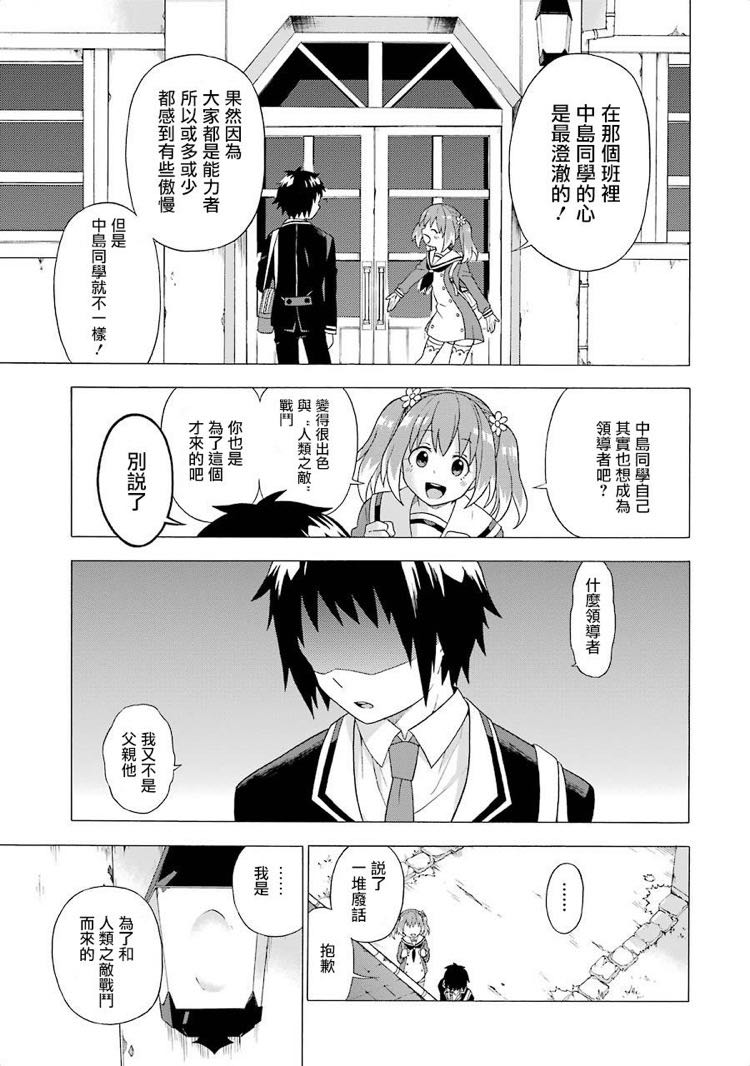 在那個班裡
中島同學的心
是最澄澈的！
果然因為
大家都是能力者
所以或多或少
都感到有些傲慢
但是
中島同學就不一樣！
中島同學自己
其實也想成為
領導者吧？
變得很出色
與〝人類之敵〞
戰鬥
你也是
為了這個
才來的吧
別説了
什麼領導者
我又不是
父親他
……
説了
一堆廢話
抱歉
……
我是
為了和
人類之敵戰鬥
而來的